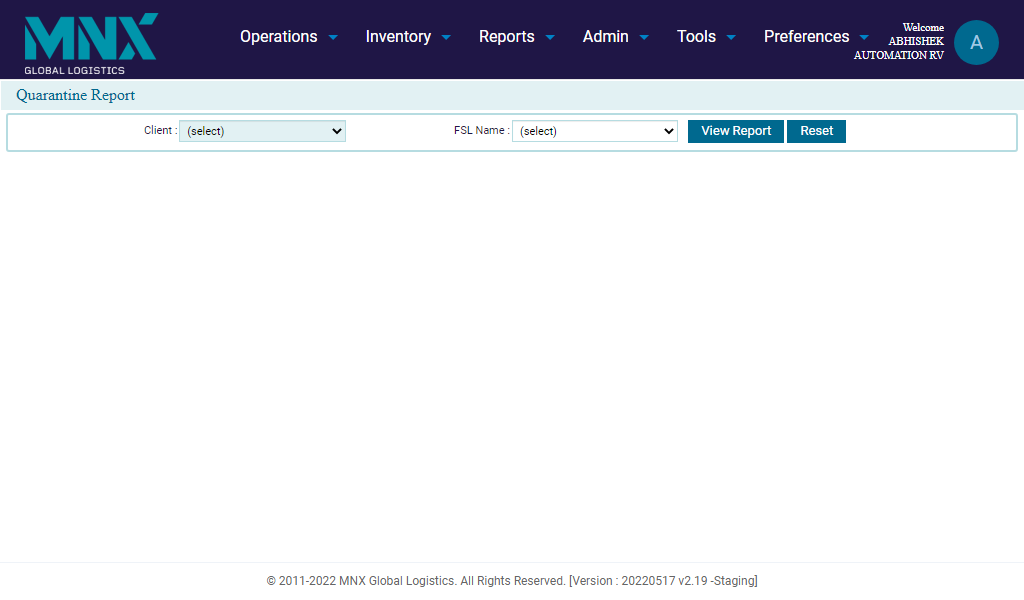 MNX
GLOBAL LOGISTICS
Operations Inventory Reports Admin Tools Preferences
Welcome
ABHISHEK
AUTOMATION RV
A
Quarantine Report
Client : (select) FSL Name : (select) View Report Reset
© 2011-2022 MNX Global Logistics. All Rights Reserved. [Version : 20220517 v2.19 -Staging]